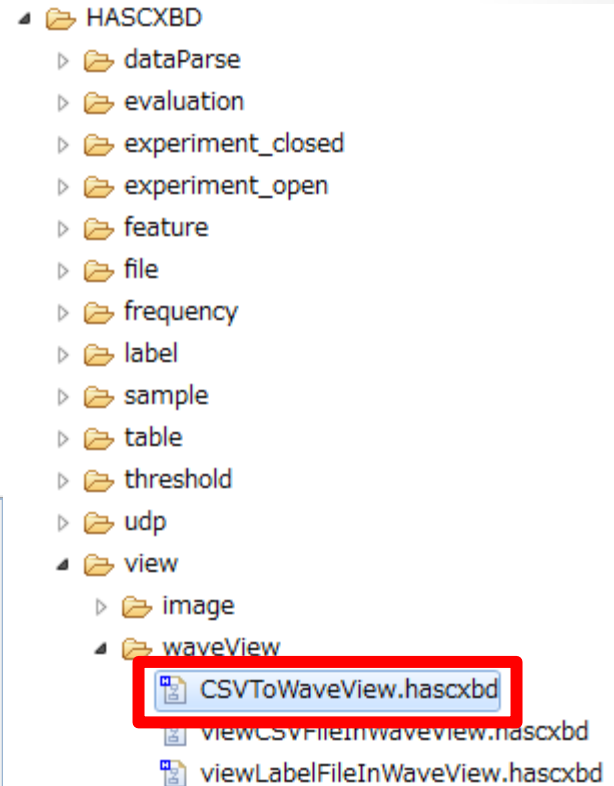 HASCXBD
dataParse
evaluation
experiment_closed
experiment_open
feature
file
frequency
label
sample
table
threshold
udp
view
image
waveView
CSVToWaveView.hascxbd
viewCSVFileInWaveView.hascxbd
viewLabelFileInWaveView.hascxbd